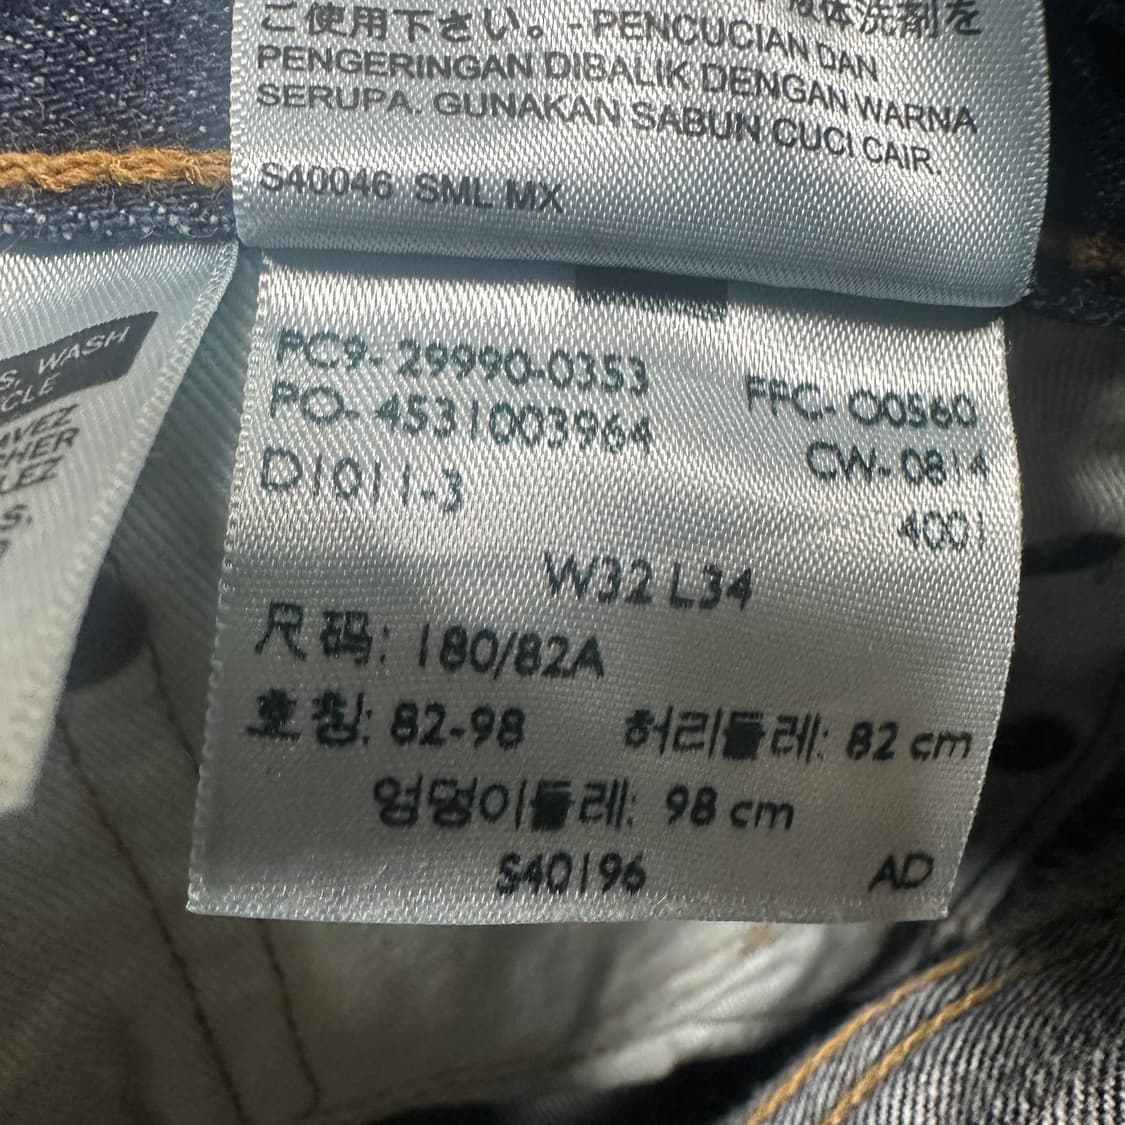 ご使用下さい。- PENCUCIAN DAN
PENGERINGAN DIBALIK DENGAN WARNA
SERUPA. GUNAKAN SABUN CUCI CAIR.
S40046 SML MX
S, WASH
PC9- 29990-0353
FFC- O0560
PO- 4531003964
CW- 0814
D1011-3
4001
W32 L34
尺码: 180/82A
호칭: 82-98 허리둘레: 82 cm
엉덩이둘레: 98 cm
S40196 AD